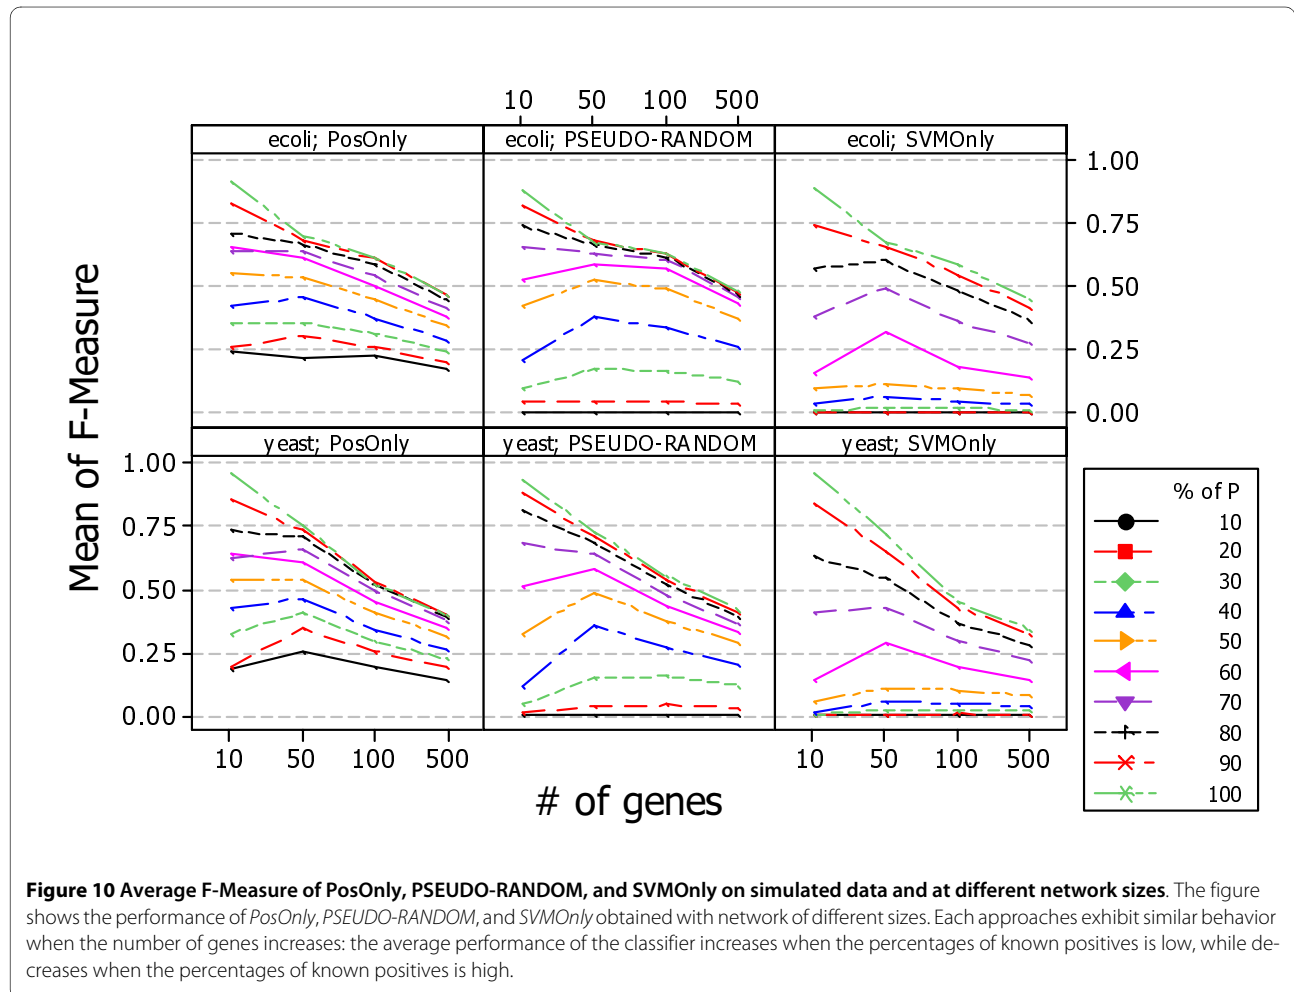 10 50 100 500
ecoli; PosOnly ecoli; PSEUDO-RANDOM ecoli; SVMOnly
1.00
0.75
0.50
0.25
0.00
Mean of F-Measure
yeast; PosOnly yeast; PSEUDO-RANDOM yeast; SVMOnly
1.00
0.75
0.50
0.25
0.00
10 50 100 500 10 50 100 500
# of genes
% of P
10
20
30
40
50
60
70
80
90
100
Figure 10 Average F-Measure of PosOnly, PSEUDO-RANDOM, and SVMOnly on simulated data and at different network sizes. The figure
shows the performance of PosOnly, PSEUDO-RANDOM, and SVMOnly obtained with network of different sizes. Each approaches exhibit similar behavior
when the number of genes increases: the average performance of the classifier increases when the percentages of known positives is low, while de-
creases when the percentages of known positives is high.